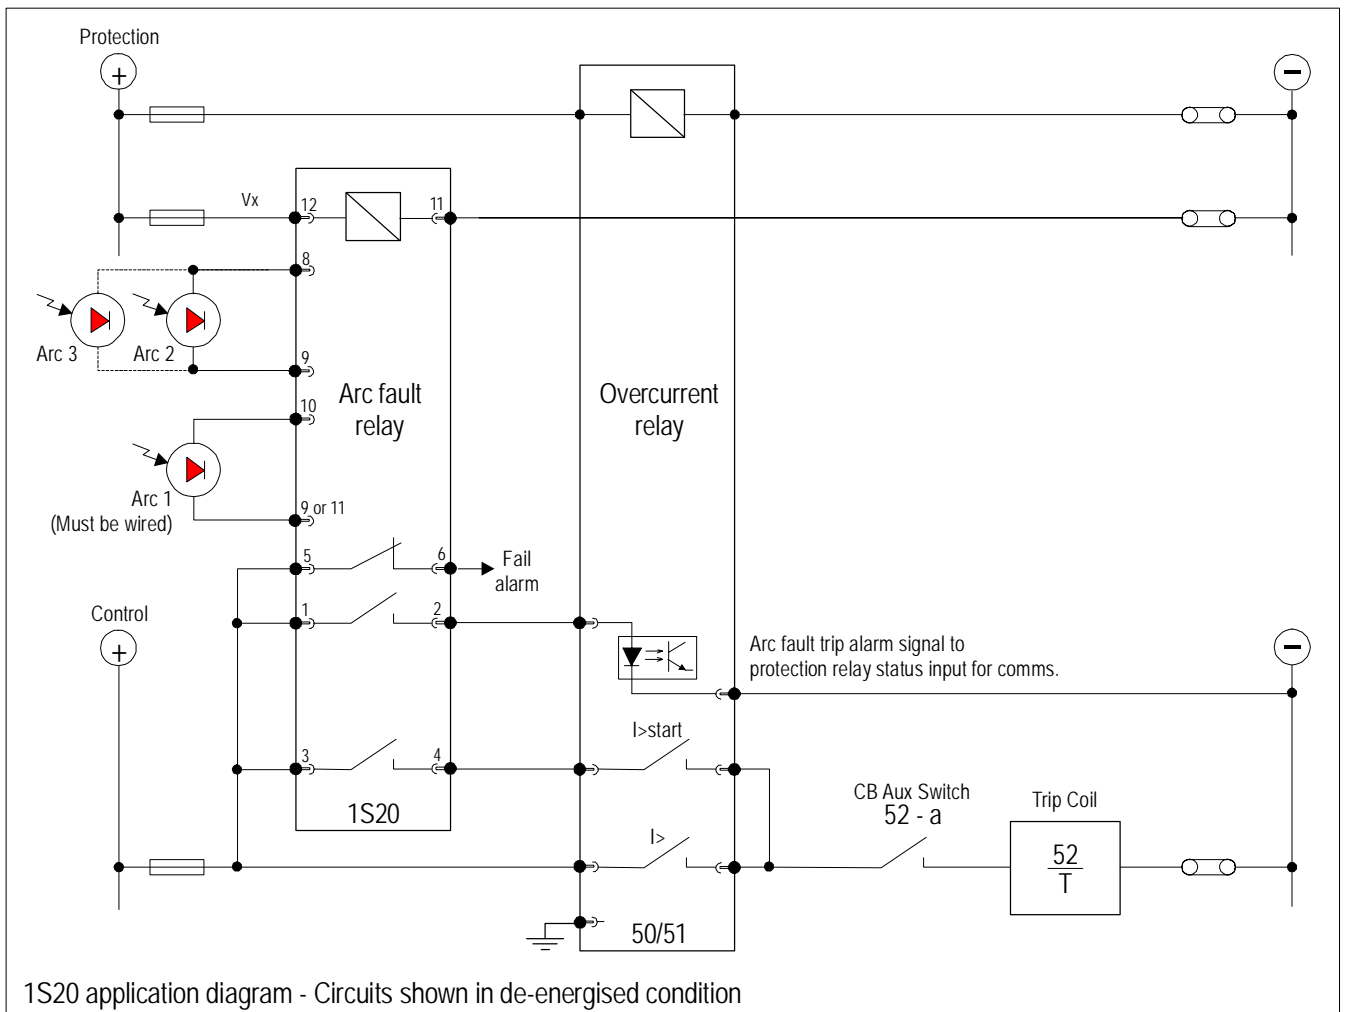 Protection
+
−
Vx
12
11
8
Arc 3
Arc 2
9
Arc fault
relay
Overcurrent
relay
10
Arc 1
(Must be wired)
9 or 11
5
6
Fail
alarm
Control
+
1
2
−
Arc fault trip alarm signal to
protection relay status input for comms.
I>start
3
4
1S20
CB Aux Switch
52 - a
Trip Coil
I>
52
T
50/51
1S20 application diagram - Circuits shown in de-energised condition